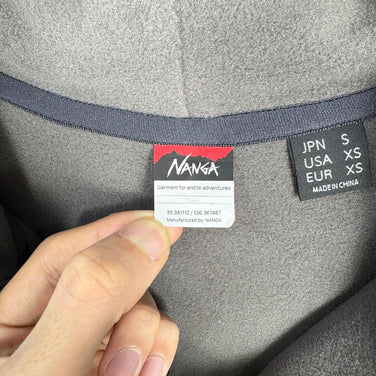 NANGA
Garment for entire adventures
35.361112 / 136.361487
Manufactured by NANGA
JPN S
USA XS
EUR XS
MADE IN CHINA